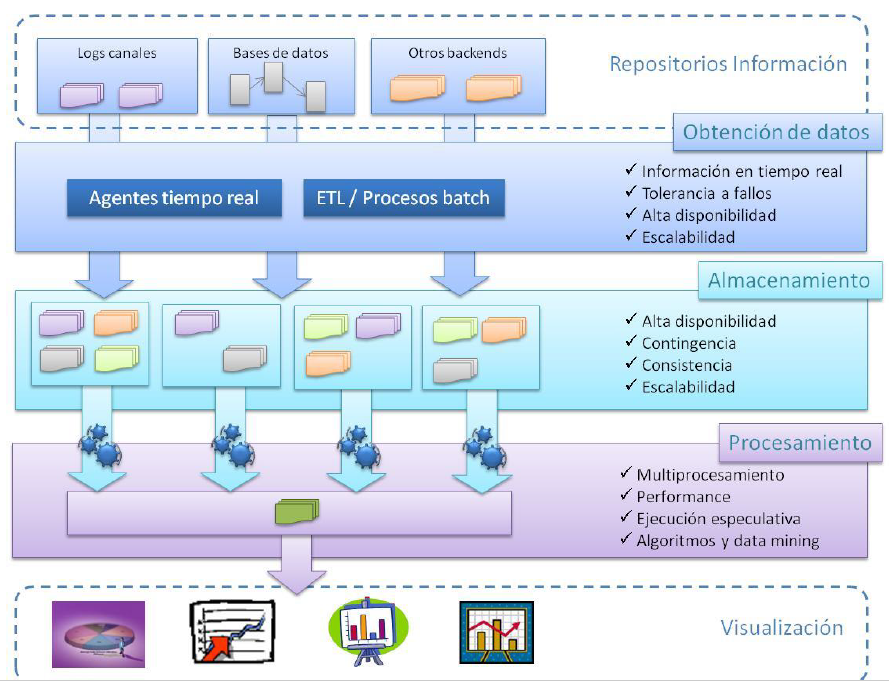 Logs canales
Bases de datos
Otros backends
Repositorios Información
Obtención de datos
Agentes tiempo real
ETL / Procesos batch
✓ Información en tiempo real
✓ Tolerancia a fallos
✓ Alta disponibilidad
✓ Escalabilidad
Almacenamiento
✓ Alta disponibilidad
✓ Contingencia
✓ Consistencia
✓ Escalabilidad
Procesamiento
✓ Multiprocesamiento
✓ Performance
✓ Ejecución especulativa
✓ Algoritmos y data mining
Visualización